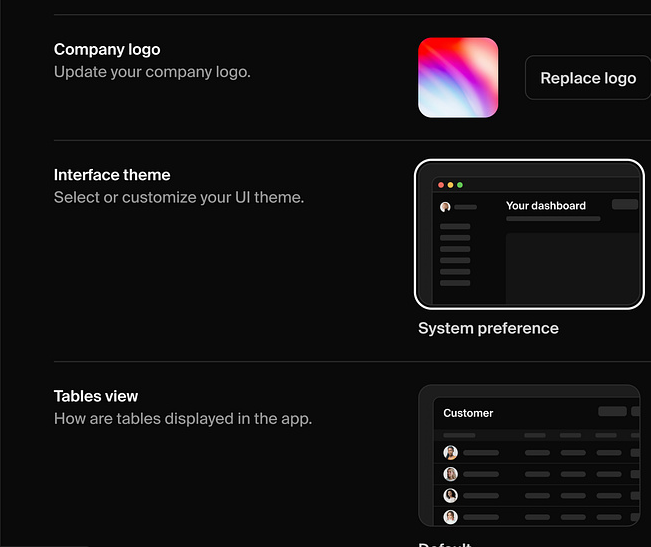 Company logo
Update your company logo.
Replace logo
Interface theme
Select or customize your UI theme.
Your dashboard
System preference
Tables view
How are tables displayed in the app.
Customer
Default